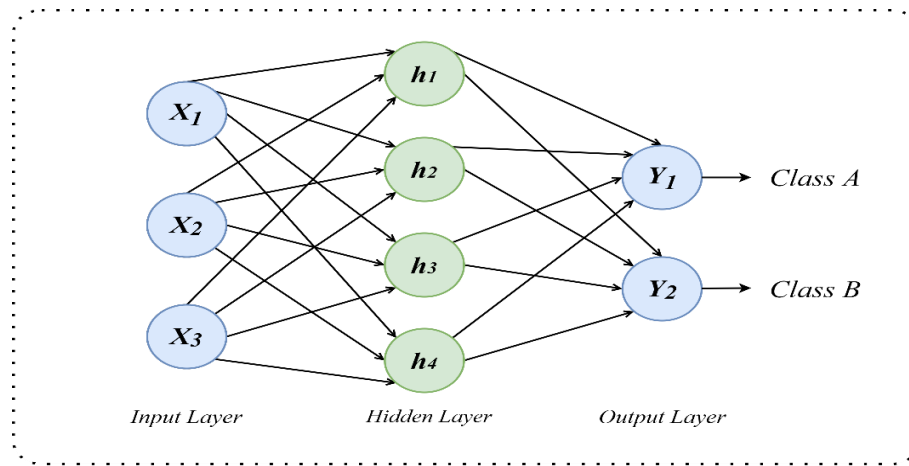 X1
X2
X3
h1
h2
h3
h4
Y1
Y2
Class A
Class B
Input Layer
Hidden Layer
Output Layer